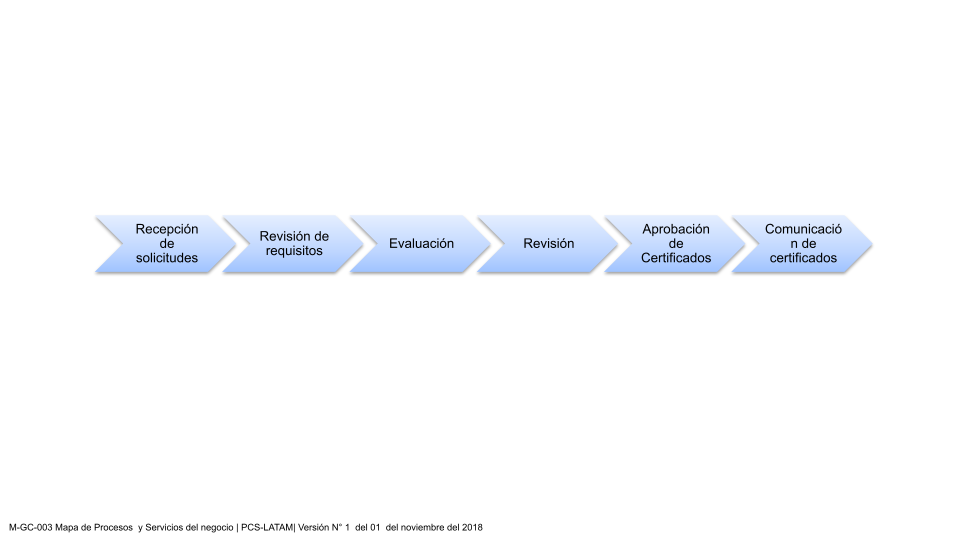 Recepción
de
solicitudes
Revisión de
requisitos
Evaluación
Revisión
Aprobación
de
Certificados
Comunicació
n de
certificados
M-GC-003 Mapa de Procesos  y Servicios del negocio | PCS-LATAM| Versión N° 1  del 01  del noviembre del 2018